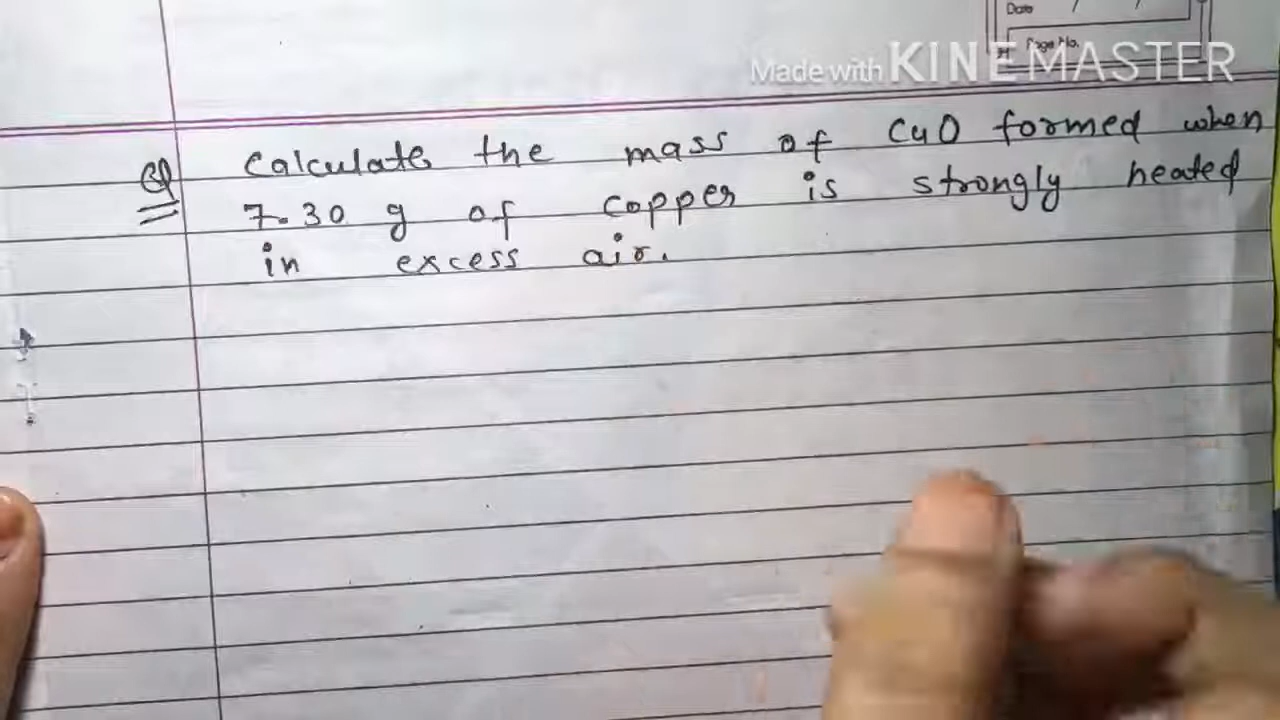 Date / /
Page No.
Made with KINEMASTER
Q Calculate the mass of CuO formed when
7.30 g of copper is strongly heated
in excess air.